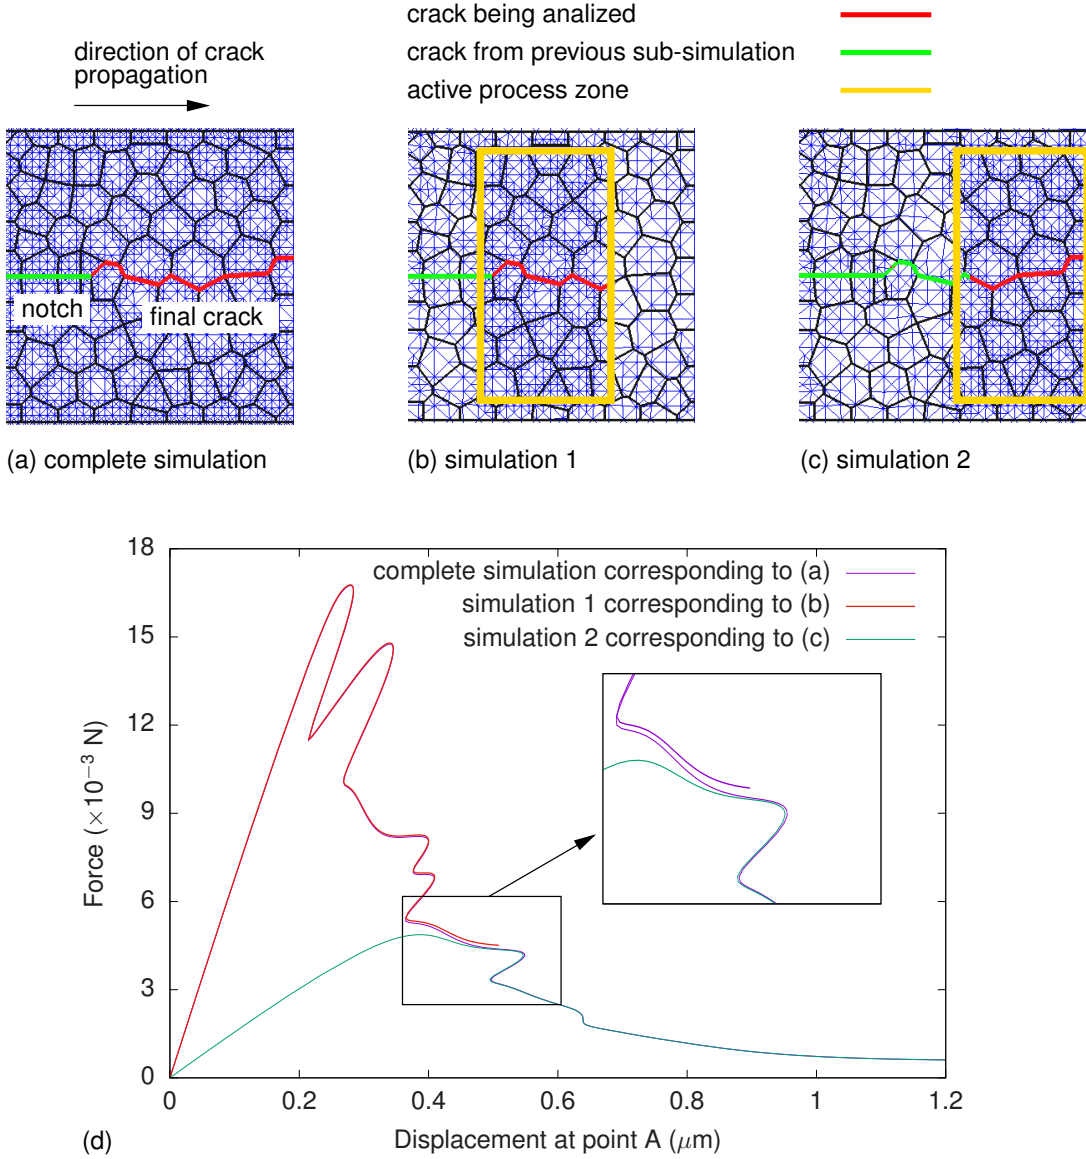 crack being analized
crack from previous sub-simulation
active process zone
direction of crack
propagation
notch
final crack
(a) complete simulation
(b) simulation 1
(c) simulation 2
18
15
12
9
6
3
0
0
0.2
0.4
0.6
0.8
1
1.2
Force (×10⁻³ N)
Displacement at point A (μm)
complete simulation corresponding to (a)
simulation 1 corresponding to (b)
simulation 2 corresponding to (c)
(d)